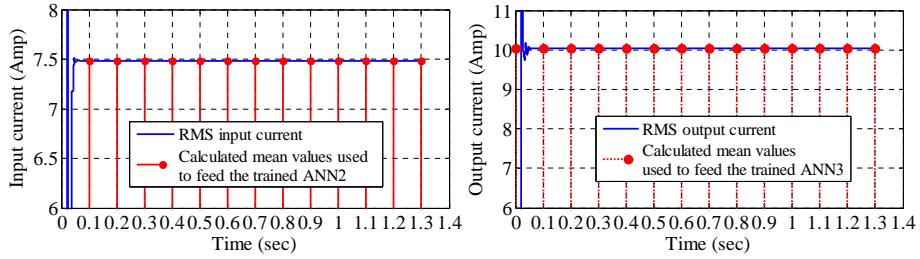 8
7.5
7
6.5
6
Input current (Amp)
RMS input current
Calculated mean values used
to feed the trained ANN2
0 0.1 0.2 0.3 0.4 0.5 0.6 0.7 0.8 0.9 1 1.1 1.2 1.3 1.4
Time (sec)
11
10
9
8
7
6
Output current (Amp)
RMS output current
Calculated mean values
used to feed the trained ANN3
0 0.1 0.2 0.3 0.4 0.5 0.6 0.7 0.8 0.9 1 1.1 1.2 1.3 1.4
Time (sec)